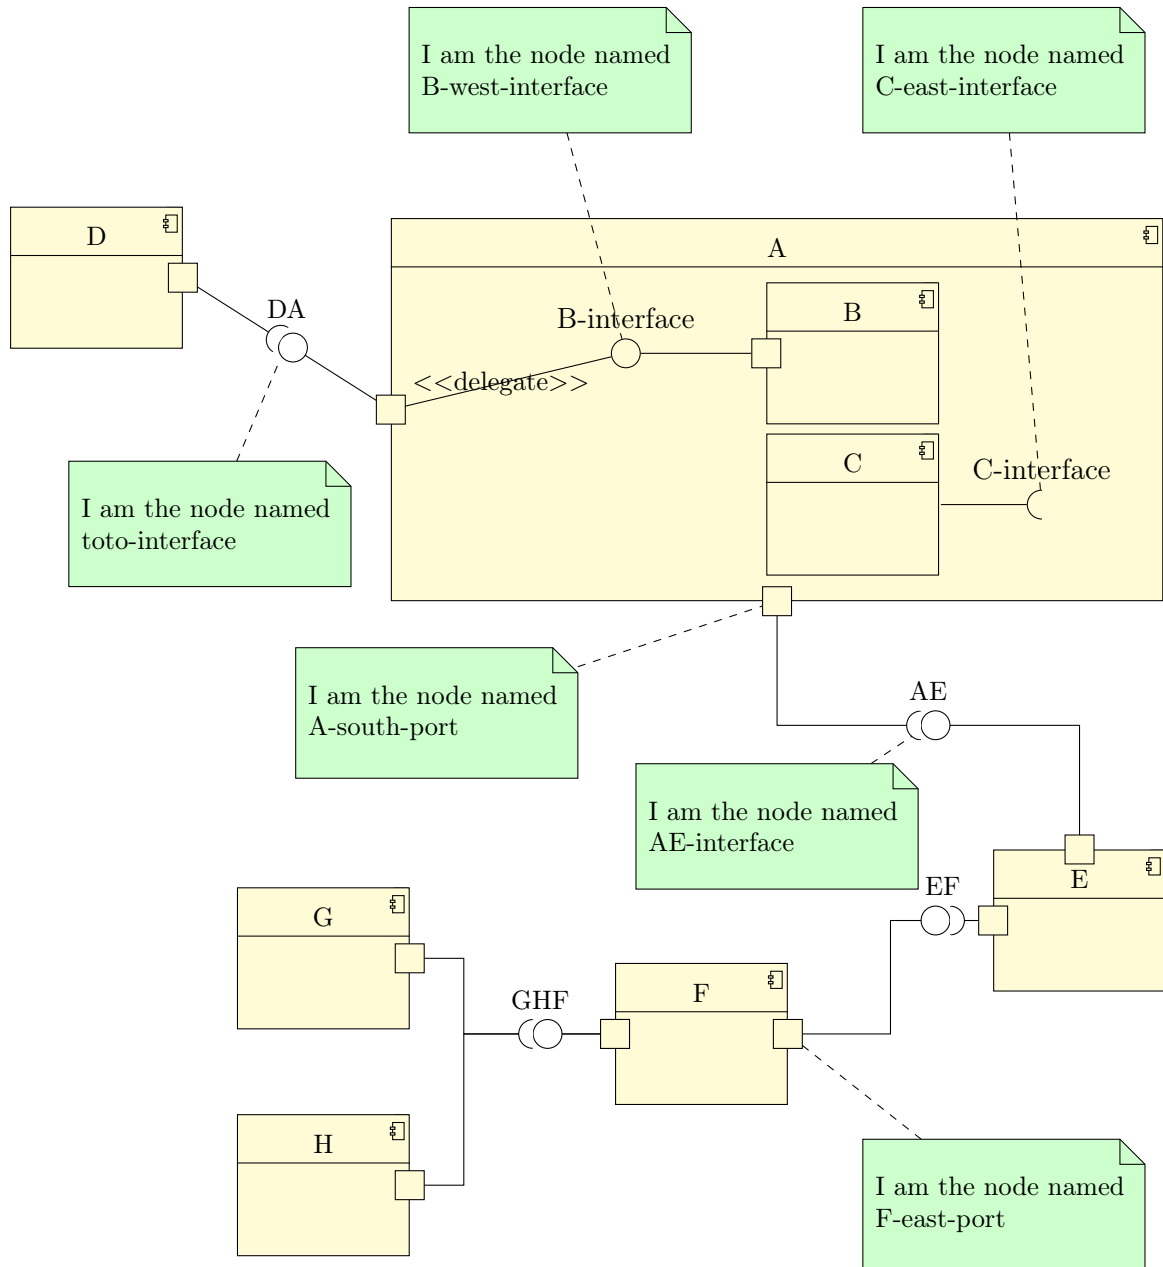 I am the node named
B-west-interface
I am the node named
C-east-interface
D
A
DA
B-interface
B
<<delegate>>
C
C-interface
I am the node named
toto-interface
I am the node named
A-south-port
AE
I am the node named
AE-interface
EF
E
G
GHF
F
H
I am the node named
F-east-port